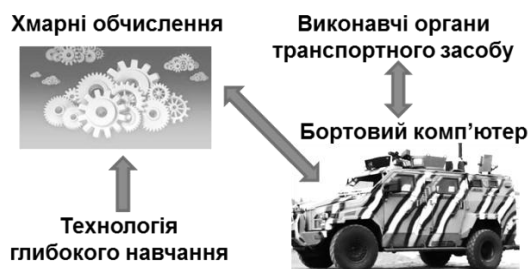 Хмарні обчислення
Виконавчі органи
транспортного засобу
Бортовий комп’ютер
Технологія
глибокого навчання